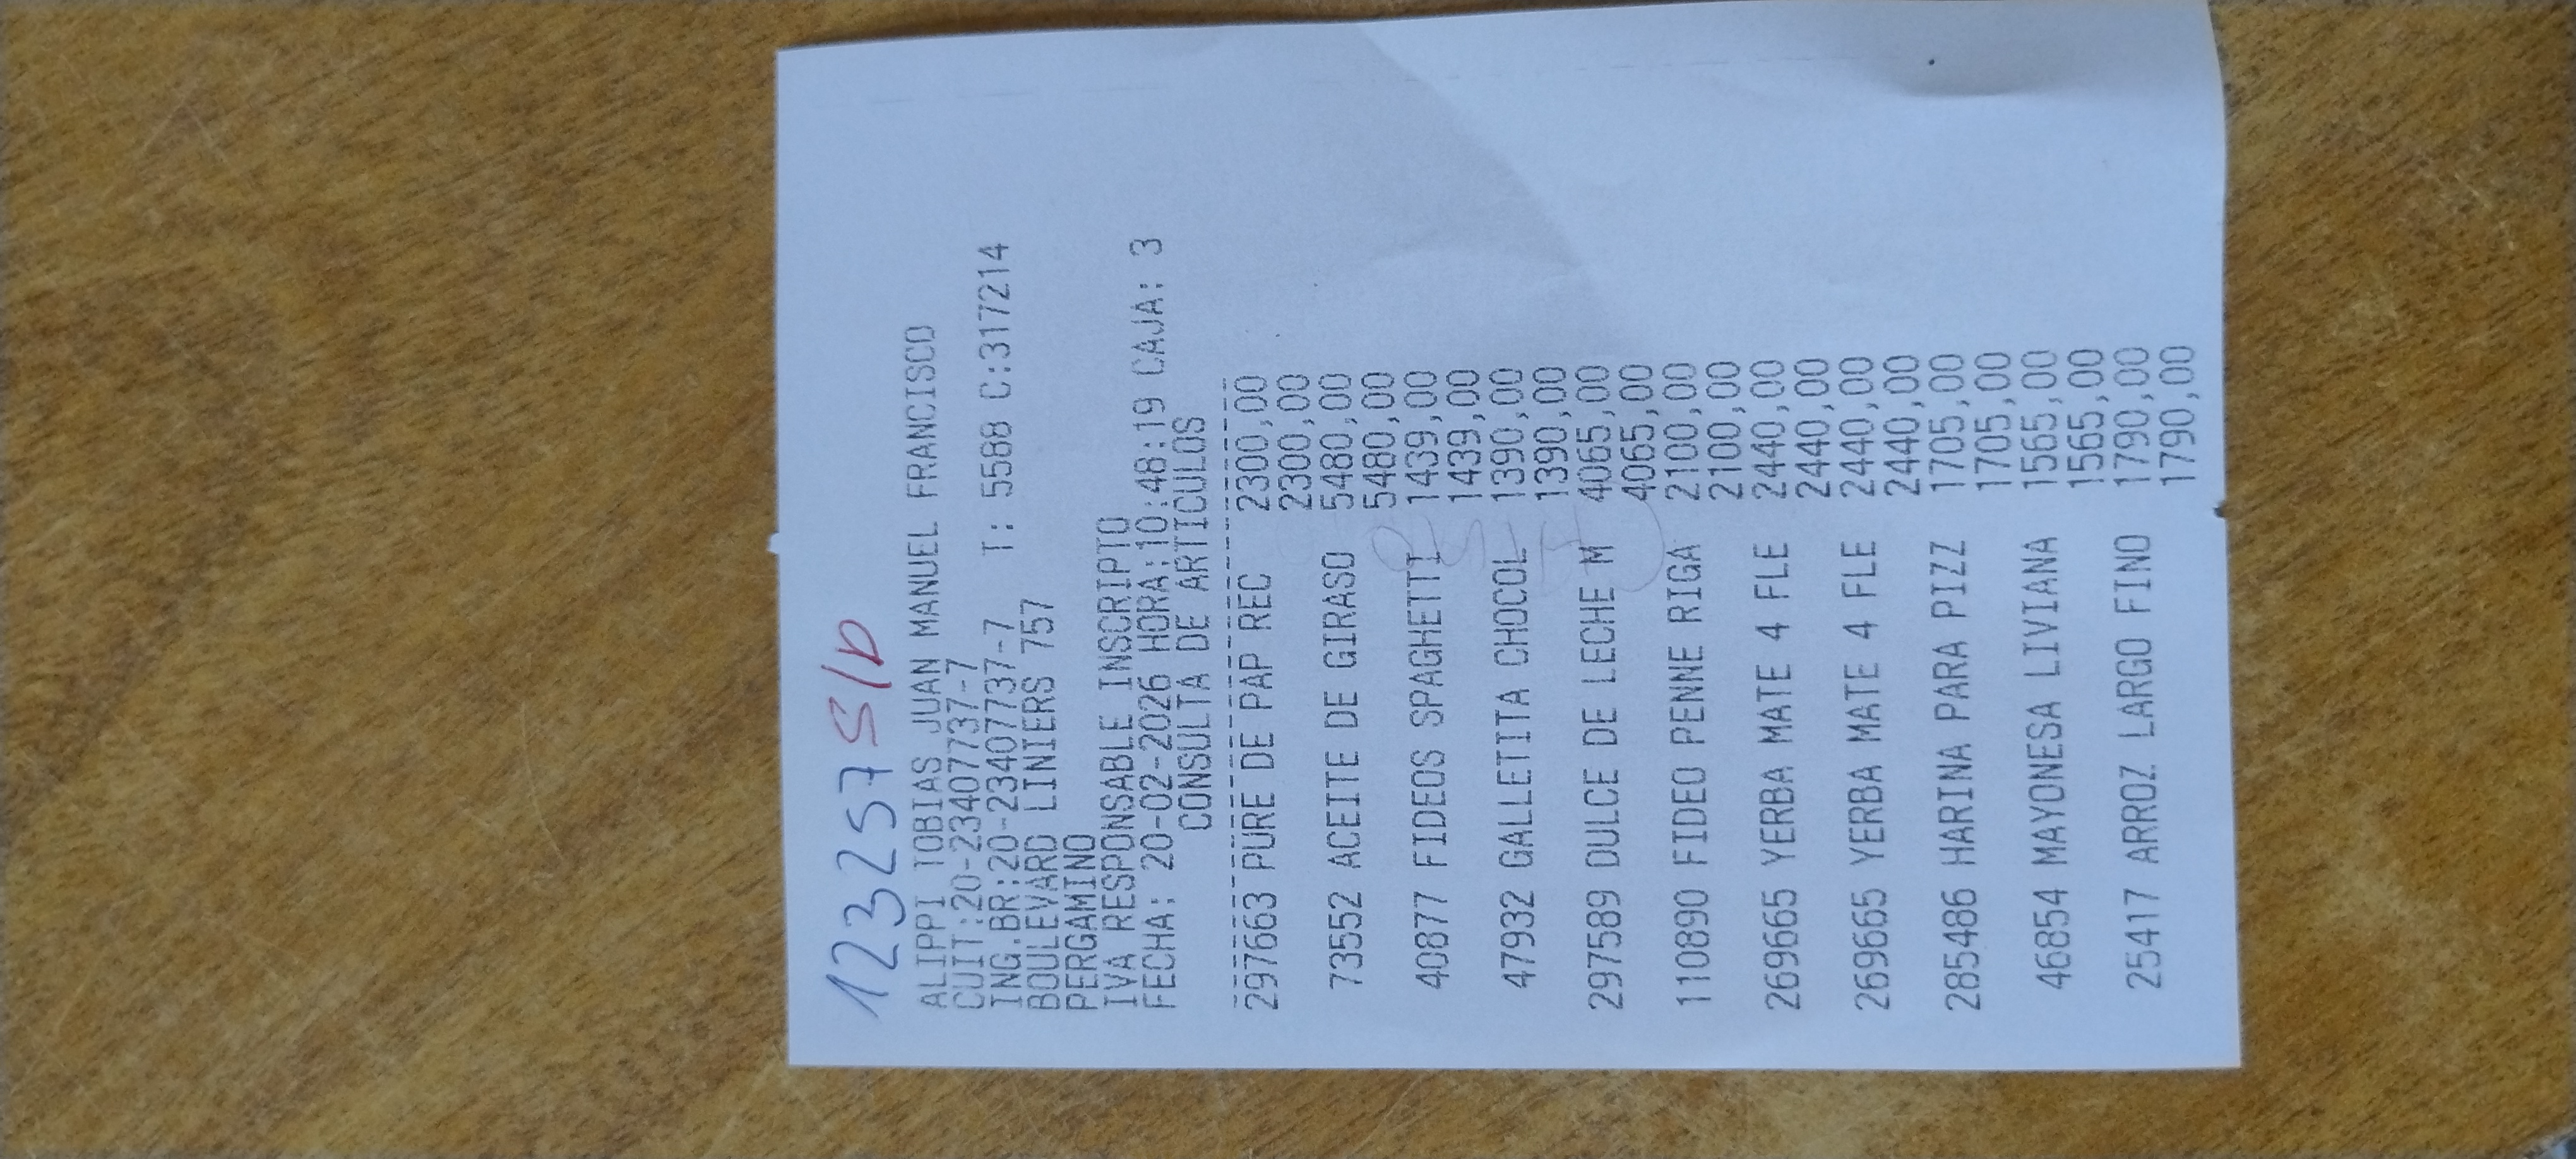 123257 S/D
ALIPPI TOBIAS JUAN MANUEL FRANCISCO
CUIT:20-23407737-7
ING.BR:20-23407737-7 T: 5588 C:317214
BOULEVARD LINIERS 757
PERGAMINO
IVA RESPONSABLE INSCRIPTO
FECHA: 20-02-2026 HORA:10:48:19 CAJA: 3
CONSULTA DE ARTICULOS
297663 PURE DE PAP REC 2300,00
2300,00
73552 ACEITE DE GIRASO 5480,00
5480,00
40877 FIDEOS SPAGHETTI 1439,00
1439,00
47932 GALLETITA CHOCOL 1390,00
1390,00
297589 DULCE DE LECHE M 4065,00
4065,00
110890 FIDEO PENNE RIGA 2100,00
2100,00
269665 YERBA MATE 4 FLE 2440,00
2440,00
269665 YERBA MATE 4 FLE 2440,00
2440,00
285486 HARINA PARA PIZZ 1705,00
1705,00
46854 MAYONESA LIVIANA 1565,00
1565,00
25417 ARROZ LARGO FINO 1790,00
1790,00